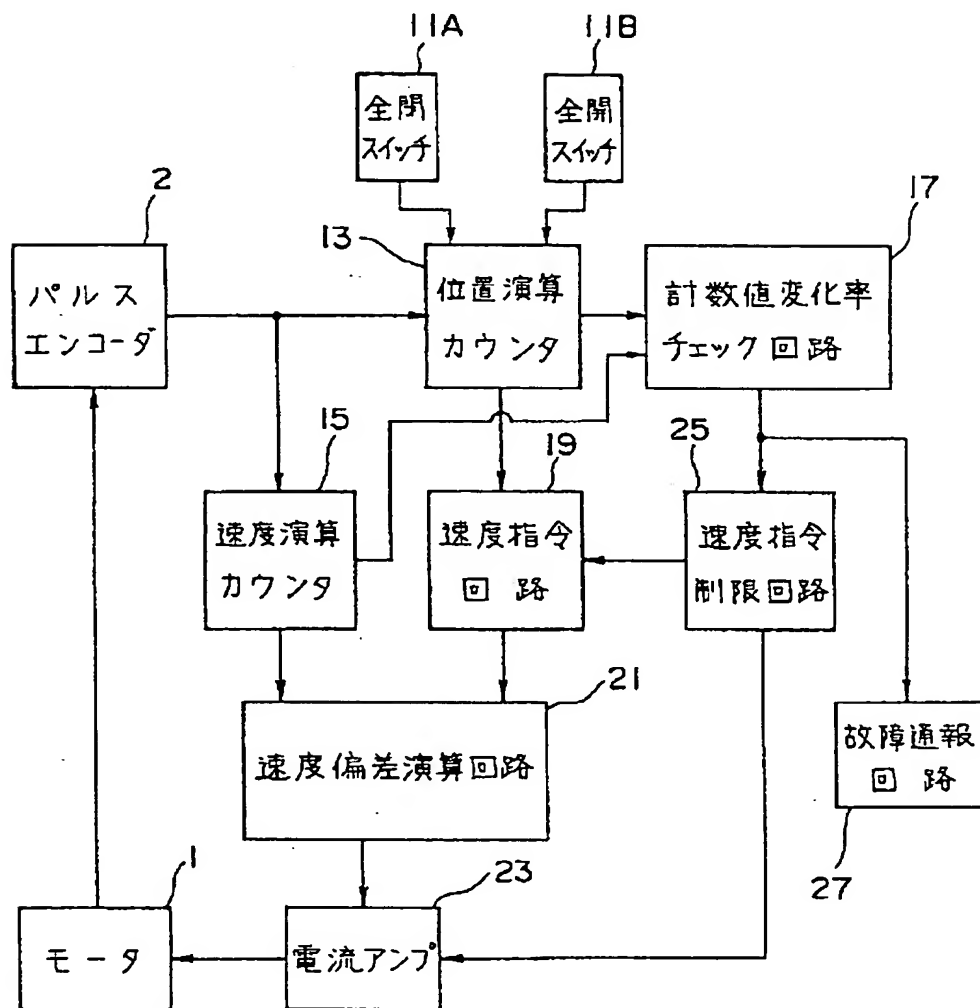 11A
11B
全閉
スイッチ
全開
スイッチ
2
13
17
パルス
エンコーダ
位置演算
カウンタ
計数値変化率
チェック回路
15
19
25
速度演算
カウンタ
速度指令
回路
速度指令
制限回路
21
速度偏差演算回路
故障通報
回路
27
1
23
モータ
電流アンプ